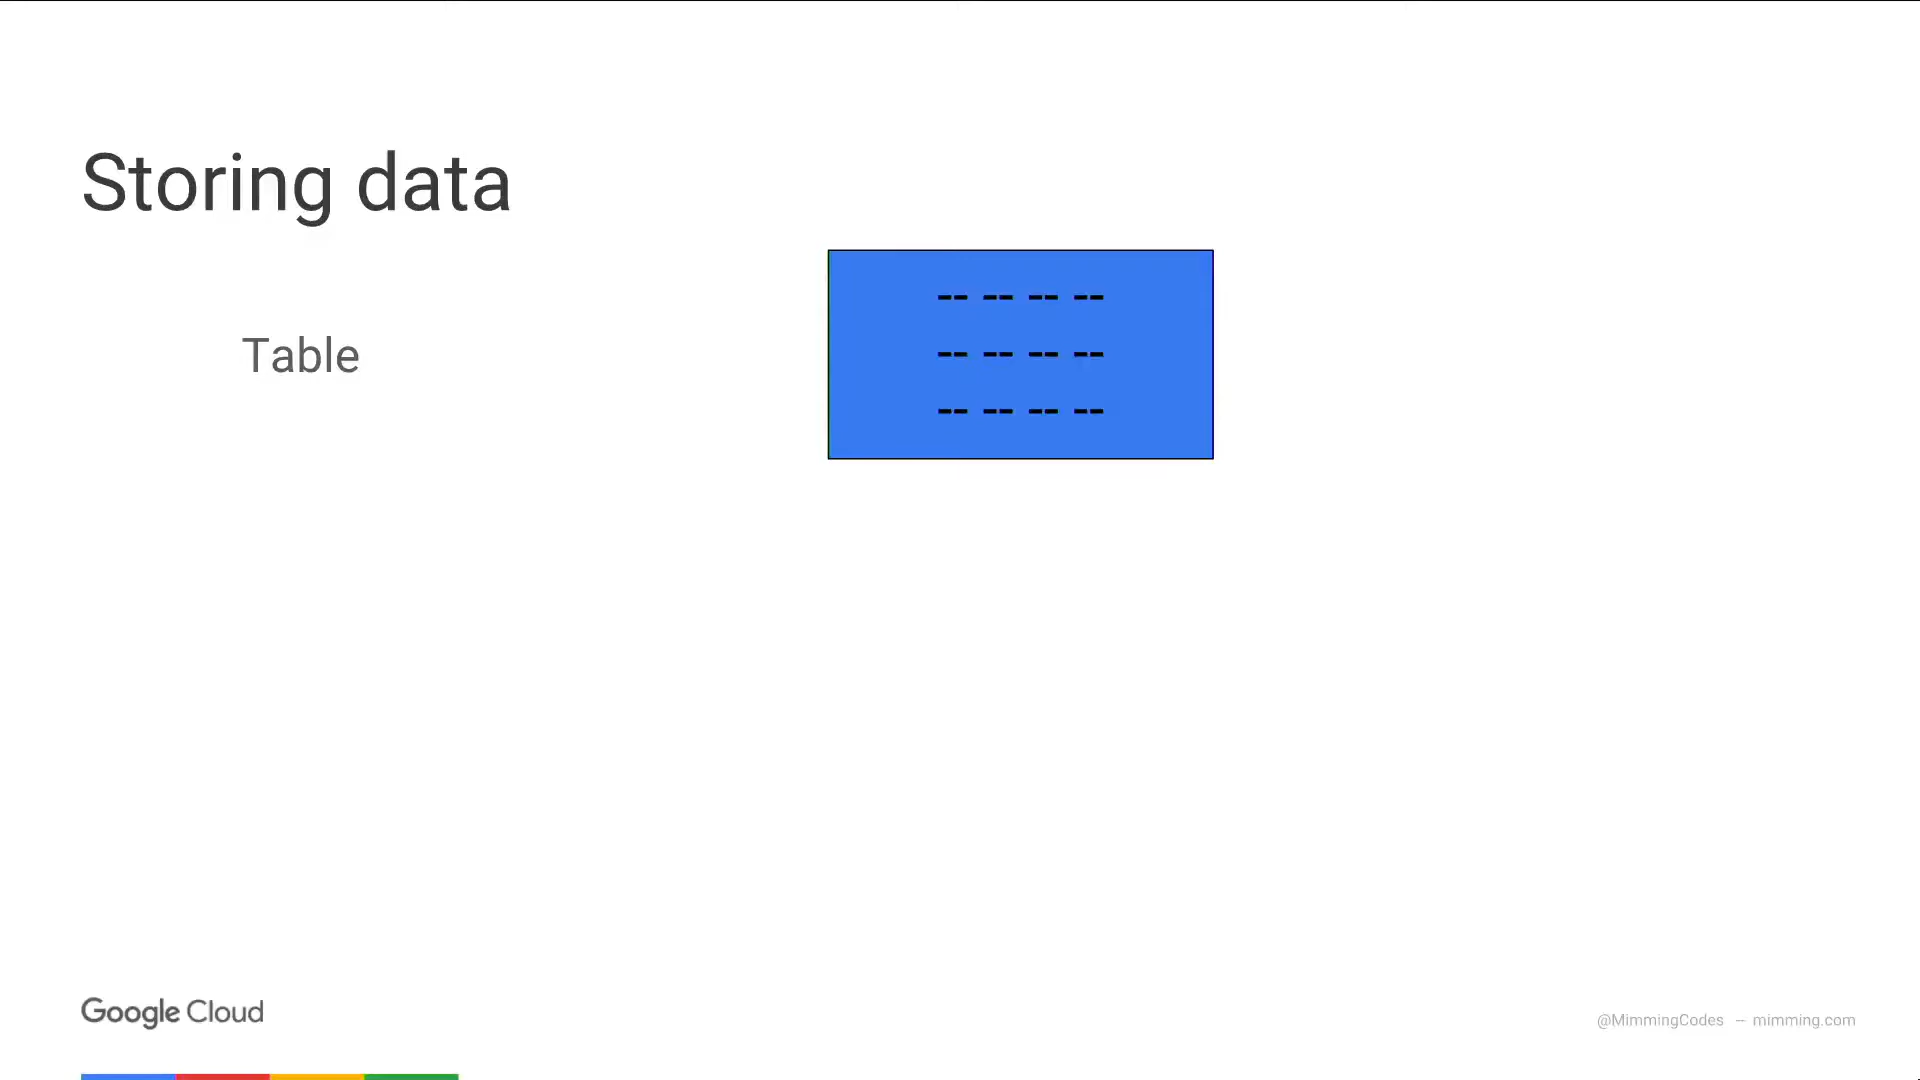 Storing data
Table
-- -- -- --
-- -- -- --
-- -- -- --
Google Cloud
@MimmingCodes – mimming.com